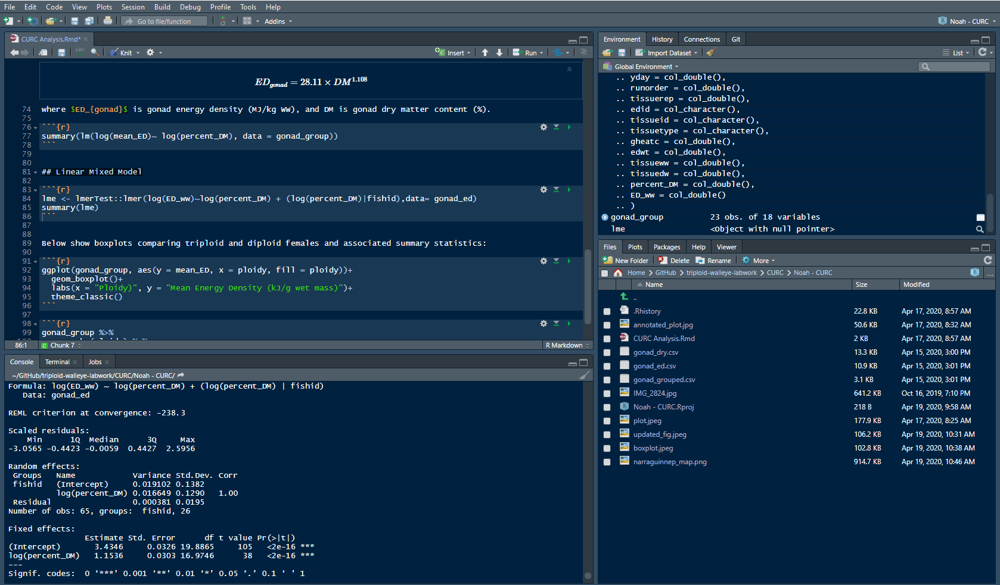 File Edit Code View Plots Session Build Debug Profile Tools Help
Go to file/function Addins Noah - CURC
CURC Analysis.Rmd*
ABC Knit Insert Run
ED_gonad = 28.11 × DM^1.108
74 where $ED_{gonad}$ is gonad energy density (MJ/kg WW), and DM is gonad dry matter content (%).
75
76 ```{r}
77 summary(lm(log(mean_ED)~ log(percent_DM), data = gonad_group))
78 ```
79
80
81 ## Linear Mixed Model
82
83 ```{r}
84 lme <- lmerTest::lmer(log(ED_ww)~log(percent_DM) + (log(percent_DM)|fishid),data= gonad_ed)
85 summary(lme)
86 ```
87
88
89 Below show boxplots comparing triploid and diploid females and associated summary statistics:
90
91 ```{r}
92 ggplot(gonad_group, aes(y = mean_ED, x = ploidy, fill = ploidy))+
93 geom_boxplot()+
94 labs(x = "Ploidy)", y = "Mean Energy Density (kJ/g wet mass)")+
95 theme_classic()
96 ```
97
98 ```{r}
99 gonad_group %>%
86:1 C Chunk 7 R Markdown
Console Terminal Jobs
~/GitHub/triploid-walleye-labwork/CURC/Noah - CURC/
Formula: log(ED_ww) ~ log(percent_DM) + (log(percent_DM) | fishid)
Data: gonad_ed
REML criterion at convergence: -238.3
Scaled residuals:
Min 1Q Median 3Q Max
-3.0565 -0.4423 -0.0059 0.4427 2.5956
Random effects:
Groups Name Variance Std.Dev. Corr
fishid (Intercept) 0.019102 0.1382
log(percent_DM) 0.016649 0.1290 1.00
Residual 0.000381 0.0195
Number of obs: 65, groups: fishid, 26
Fixed effects:
Estimate Std. Error df t value Pr(>|t|)
(Intercept) 3.4346 0.0326 19.8865 105 <2e-16 ***
log(percent_DM) 1.1536 0.0303 16.9746 38 <2e-16 ***
---
Signif. codes: 0 ‘***’ 0.001 ‘**’ 0.01 ‘*’ 0.05 ‘.’ 0.1 ‘ ’ 1
Environment History Connections Git
Import Dataset List
Global Environment
.. yday = col_double(),
.. runorder = col_double(),
.. tissuerep = col_double(),
.. edid = col_character(),
.. tissueid = col_character(),
.. tissuetype = col_character(),
.. gheatc = col_double(),
.. edwt = col_double(),
.. tissueww = col_double(),
.. tissuedw = col_double(),
.. percent_DM = col_double(),
.. ED_ww = col_double()
.. )
gonad_group 23 obs. of 18 variables
lme <Object with null pointer>
Files Plots Packages Help Viewer
New Folder Delete Rename More
Home GitHub triploid-walleye-labwork CURC Noah - CURC ...
Name Size Modified
..
.Rhistory 22.8 KB Apr 17, 2020, 8:57 AM
annotated_plot.jpg 50.6 KB Apr 17, 2020, 8:32 AM
CURC Analysis.Rmd 2 KB Apr 17, 2020, 8:57 AM
gonad_dry.csv 13.3 KB Apr 15, 2020, 3:00 PM
gonad_ed.csv 10.9 KB Apr 15, 2020, 3:01 PM
gonad_grouped.csv 3.1 KB Apr 15, 2020, 3:01 PM
IMG_2824.jpg 641.2 KB Oct 16, 2019, 7:10 PM
Noah - CURC.Rproj 218 B Apr 19, 2020, 9:58 AM
plot.jpeg 177.9 KB Apr 17, 2020, 8:25 AM
updated_fig.jpeg 106.2 KB Apr 19, 2020, 10:31 AM
boxplot.jpeg 102.8 KB Apr 19, 2020, 10:38 AM
narraguinnep_map.png 914.7 KB Apr 19, 2020, 10:46 AM